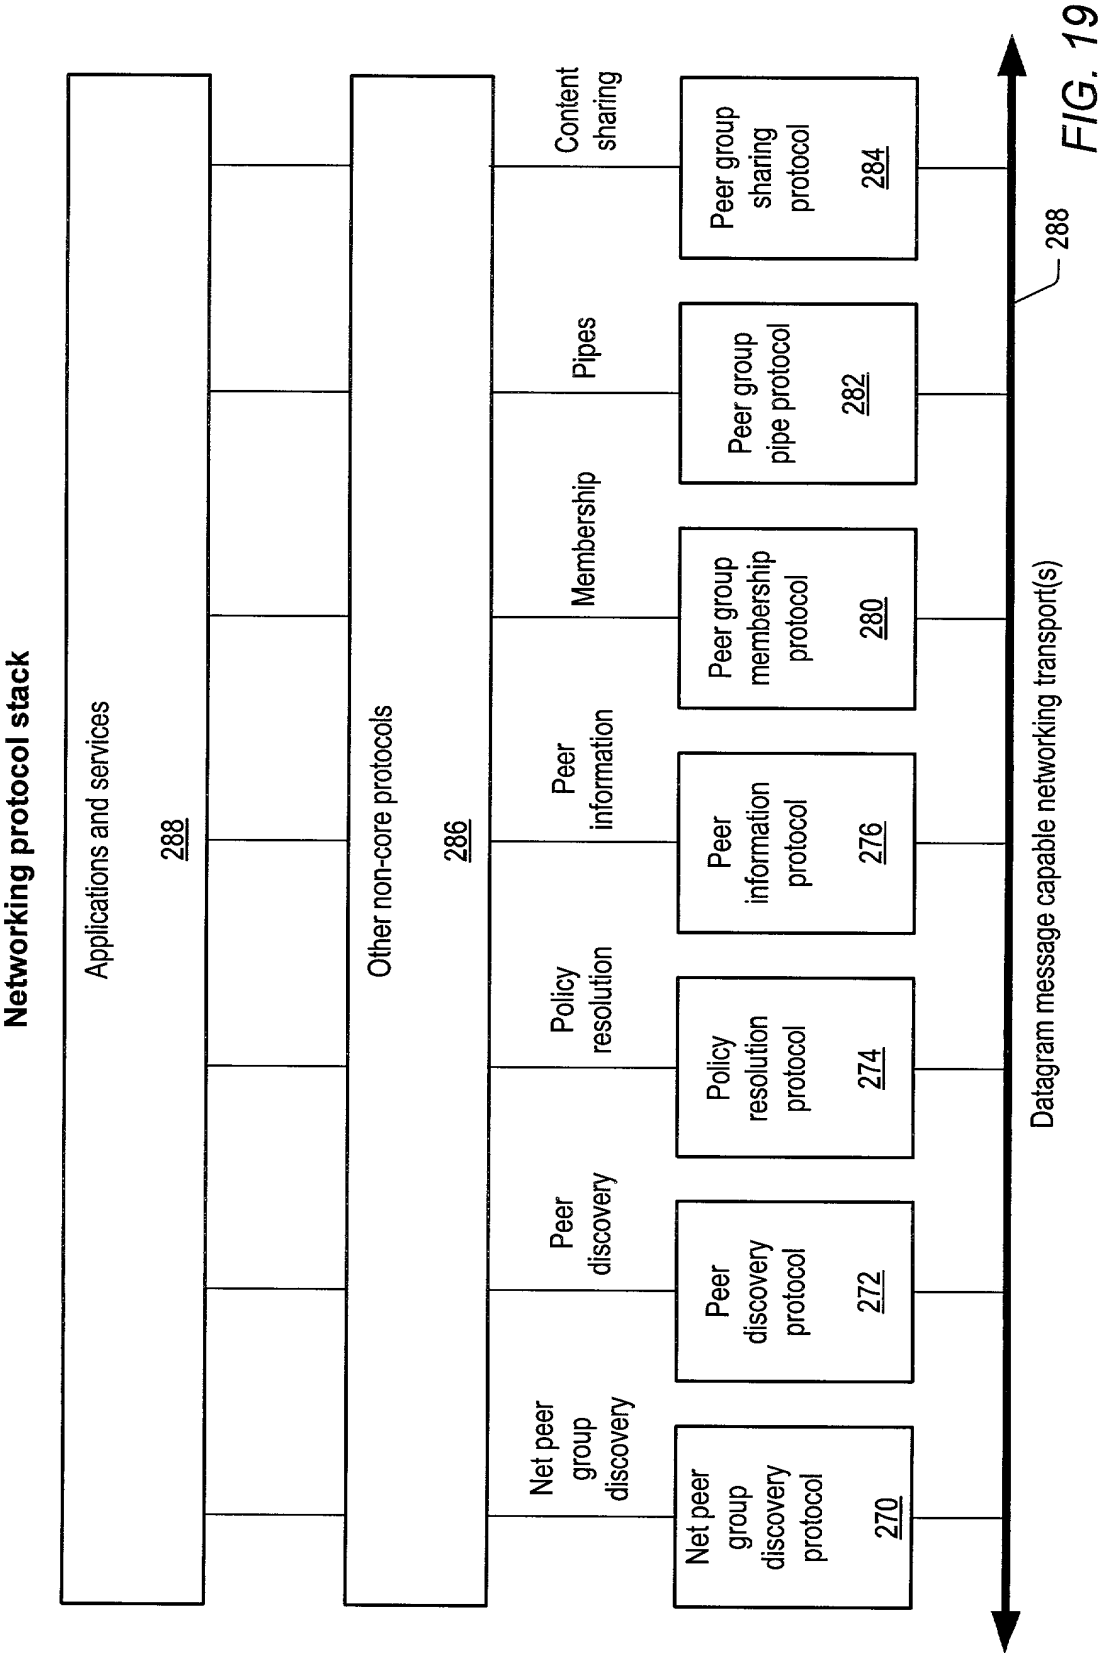 Networking protocol stack
Applications and services
288
Other non-core protocols
286
Net peer
group
discovery
Peer
discovery
Policy
resolution
Peer
information
Membership
Pipes
Content
sharing
Net peer
group
discovery
protocol
270
Peer
discovery
protocol
272
Policy
resolution
protocol
274
Peer
information
protocol
276
Peer group
membership
protocol
280
Peer group
pipe protocol
282
Peer group
sharing
protocol
284
288
Datagram message capable networking transport(s)
FIG. 19